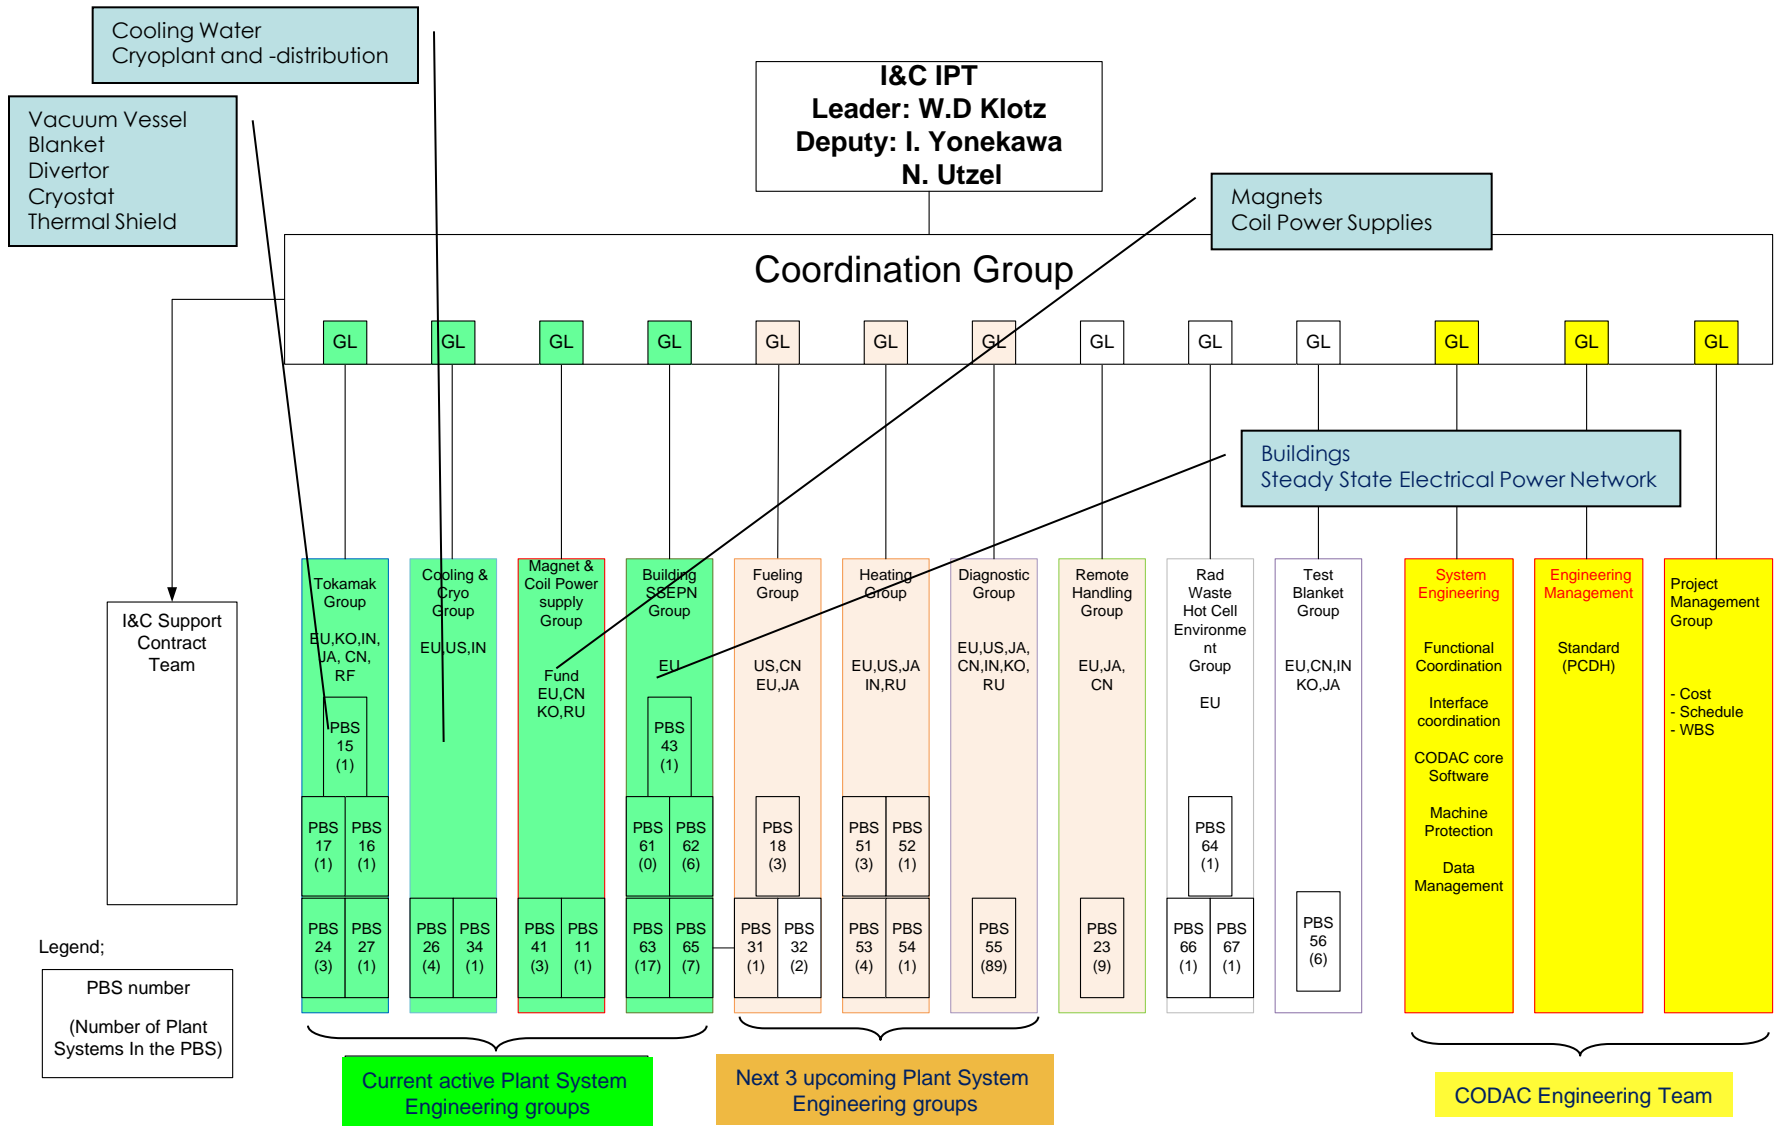 Cooling Water
Cryoplant and -distribution
I&C IPT
Leader: W.D Klotz
Deputy: I. Yonekawa
N. Utzel
Vacuum Vessel
Blanket
Divertor
Cryostat
Thermal Shield
Magnets
Coil Power Supplies
Coordination Group
GL
GL
GL
GL
GL
GL
GL
GL
GL
GL
GL
GL
GL
Buildings
Steady State Electrical Power Network
I&C Support
Contract
Team
Tokamak
Group
EU,KO,IN,
JA, CN,
RF
PBS
15
(1)
PBS
17
(1)
PBS
16
(1)
PBS
24
(3)
PBS
27
(1)
Cooling &
Cryo
Group
EU,US,IN
PBS
26
(4)
PBS
34
(1)
Magnet &
Coil Power
supply
Group
Fund
EU,CN
KO,RU
PBS
41
(3)
PBS
11
(1)
Building
SSEPN
Group
EU
PBS
43
(1)
PBS
61
(0)
PBS
62
(6)
PBS
63
(17)
PBS
65
(7)
Fueling
Group
US,CN
EU,JA
PBS
18
(3)
PBS
31
(1)
PBS
32
(2)
Heating
Group
EU,US,JA
IN,RU
PBS
51
(3)
PBS
52
(1)
PBS
53
(4)
PBS
54
(1)
Diagnostic
Group
EU,US,JA,
CN,IN,KO,
RU
PBS
55
(89)
Remote
Handling
Group
EU,JA,
CN
PBS
23
(9)
Rad
Waste
Hot Cell
Environme
nt
Group
EU
PBS
64
(1)
PBS
66
(1)
PBS
67
(1)
Test
Blanket
Group
EU,CN,IN
KO,JA
PBS
56
(6)
System
Engineering
Functional
Coordination
Interface
coordination
CODAC core
Software
Machine
Protection
Data
Management
Engineering
Management
Standard
(PCDH)
Project
Management
Group
- Cost
- Schedule
- WBS
Legend;
PBS number
(Number of Plant
Systems In the PBS)
Current active Plant System
Engineering groups
Next 3 upcoming Plant System
Engineering groups
CODAC Engineering Team